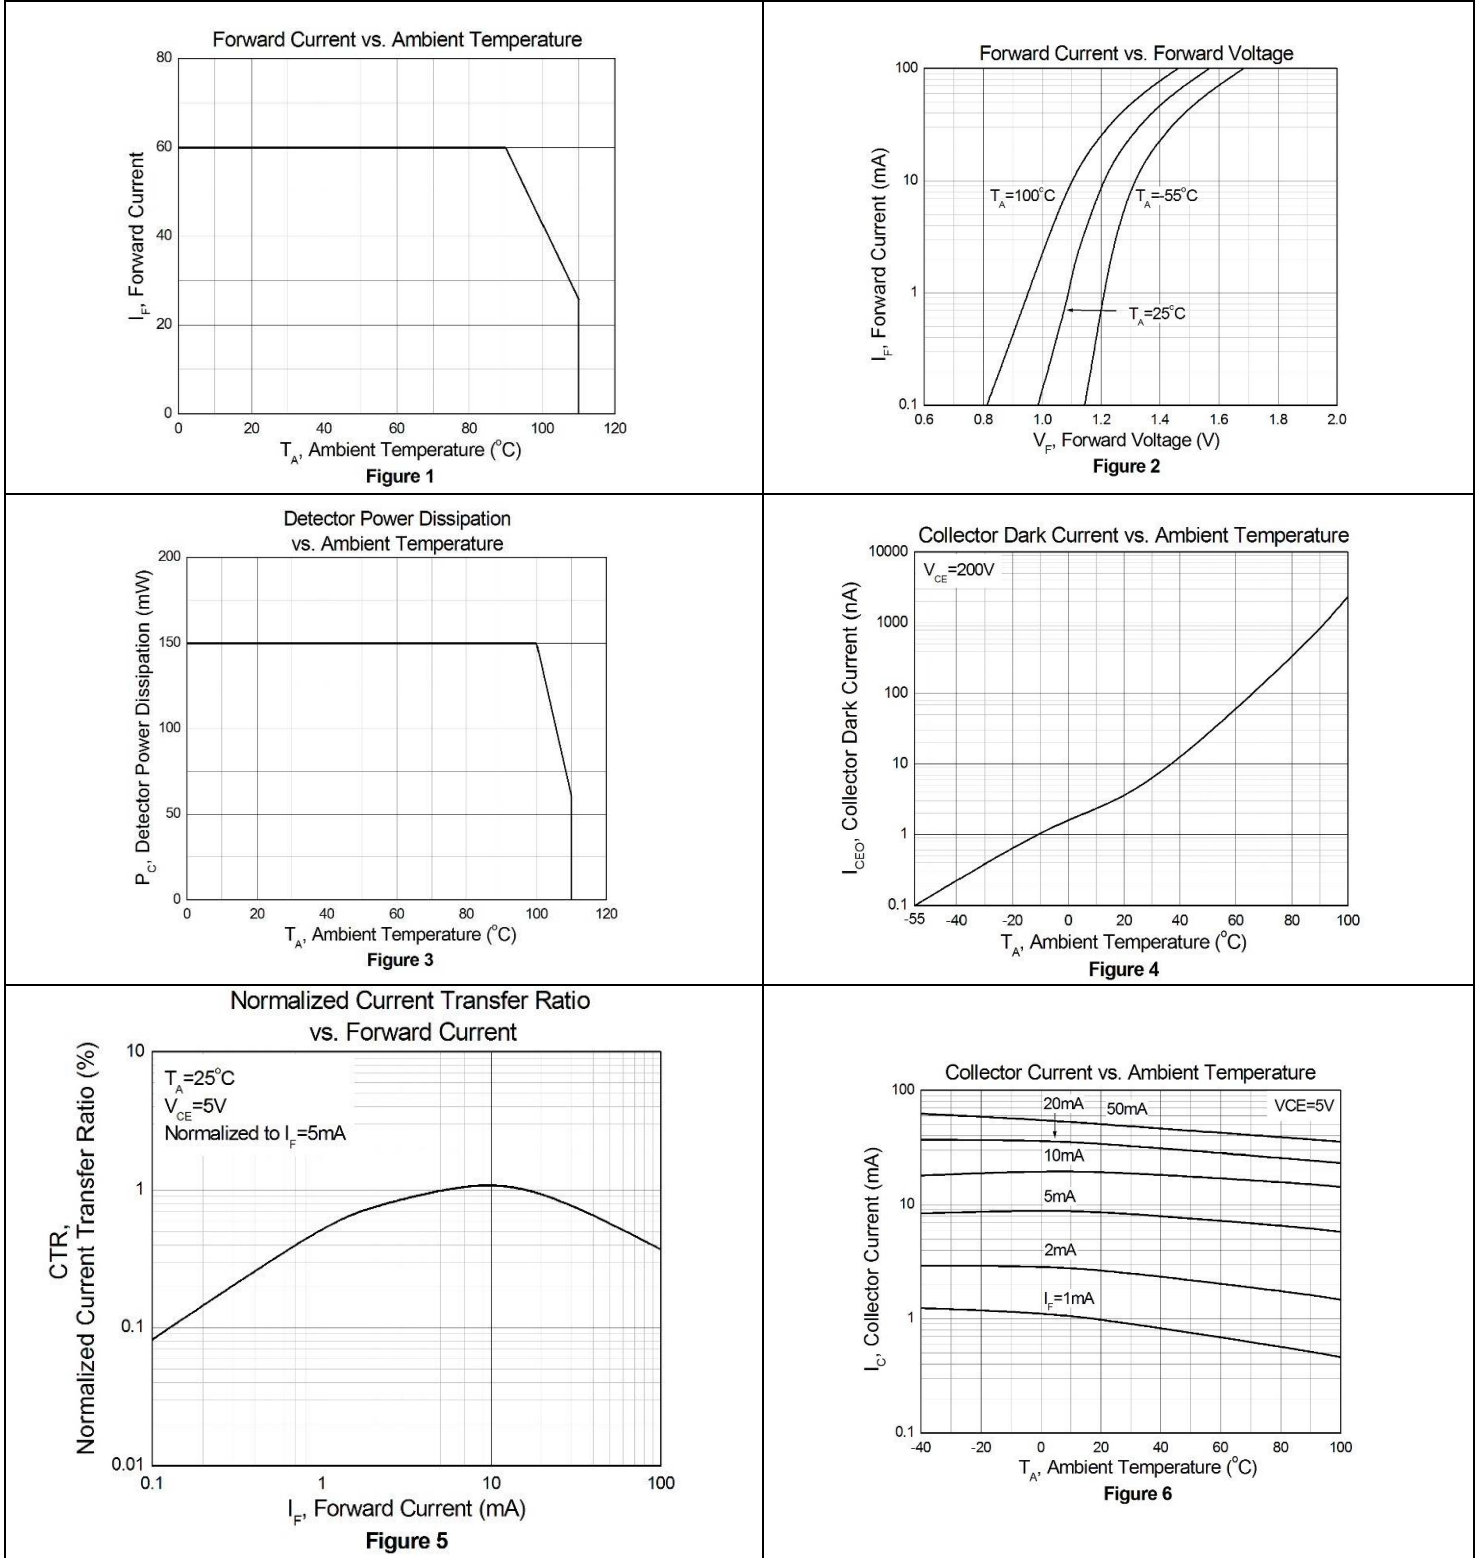 Forward Current vs. Ambient Temperature
80
60
40
20
0
I_F, Forward Current
0 20 40 60 80 100 120
T_A, Ambient Temperature (°C)
Figure 1
Forward Current vs. Forward Voltage
100
10
1
0.1
I_F, Forward Current (mA)
T_A=100°C
T_A=-55°C
T_A=25°C
0.6 0.8 1.0 1.2 1.4 1.6 1.8 2.0
V_F, Forward Voltage (V)
Figure 2
Detector Power Dissipation
vs. Ambient Temperature
200
150
100
50
0
P_C, Detector Power Dissipation (mW)
0 20 40 60 80 100 120
T_A, Ambient Temperature (°C)
Figure 3
Collector Dark Current vs. Ambient Temperature
10000
1000
100
10
1
0.1
V_CE=200V
I_CEO, Collector Dark Current (nA)
-55 -40 -20 0 20 40 60 80 100
T_A, Ambient Temperature (°C)
Figure 4
Normalized Current Transfer Ratio
vs. Forward Current
10
1
0.1
0.01
T_A=25°C
V_CE=5V
Normalized to I_F=5mA
CTR,
Normalized Current Transfer Ratio (%)
0.1 1 10 100
I_F, Forward Current (mA)
Figure 5
Collector Current vs. Ambient Temperature
100
10
1
0.1
I_C, Collector Current (mA)
20mA 50mA VCE=5V
10mA
5mA
2mA
I_F=1mA
-40 -20 0 20 40 60 80 100
T_A, Ambient Temperature (°C)
Figure 6